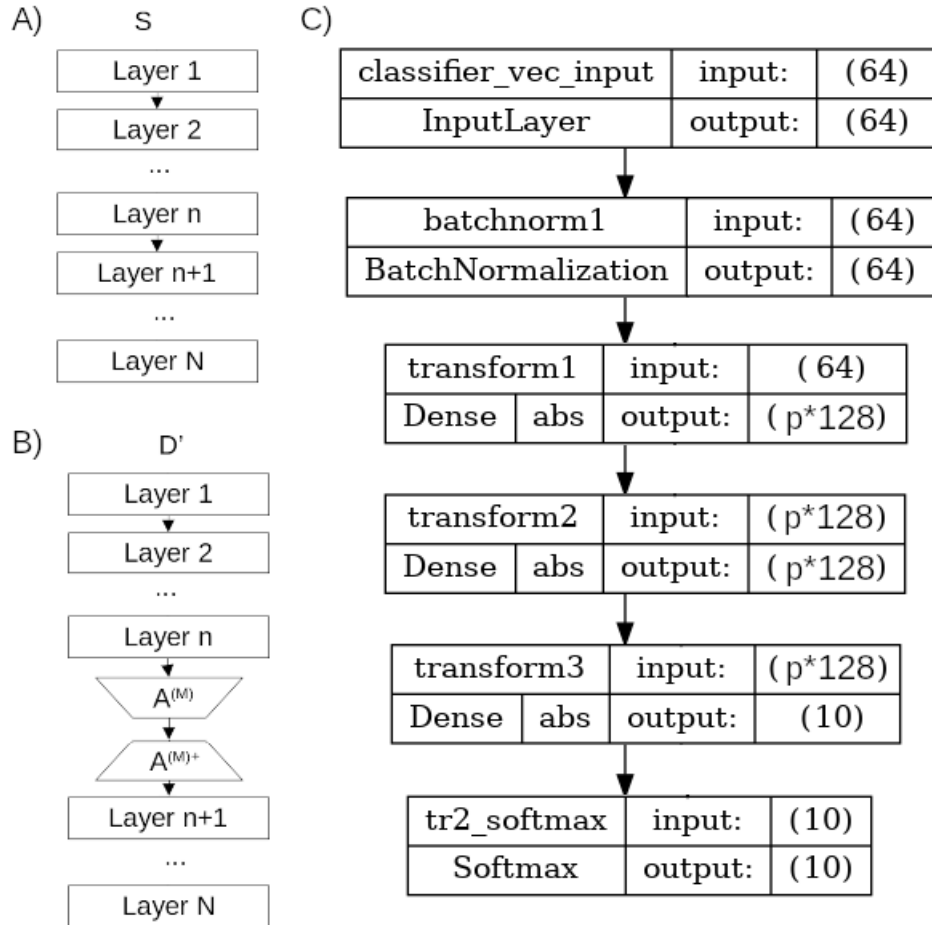 A)
S
Layer 1
Layer 2
...
Layer n
Layer n+1
...
Layer N
B)
D’
Layer 1
Layer 2
...
Layer n
A(M)
A(M)+
Layer n+1
...
Layer N
C)
classifier_vec_input input: (64)
InputLayer output: (64)
batchnorm1 input: (64)
BatchNormalization output: (64)
transform1 input: (64)
Dense abs output: (p*128)
transform2 input: (p*128)
Dense abs output: (p*128)
transform3 input: (p*128)
Dense abs output: (10)
tr2_softmax input: (10)
Softmax output: (10)